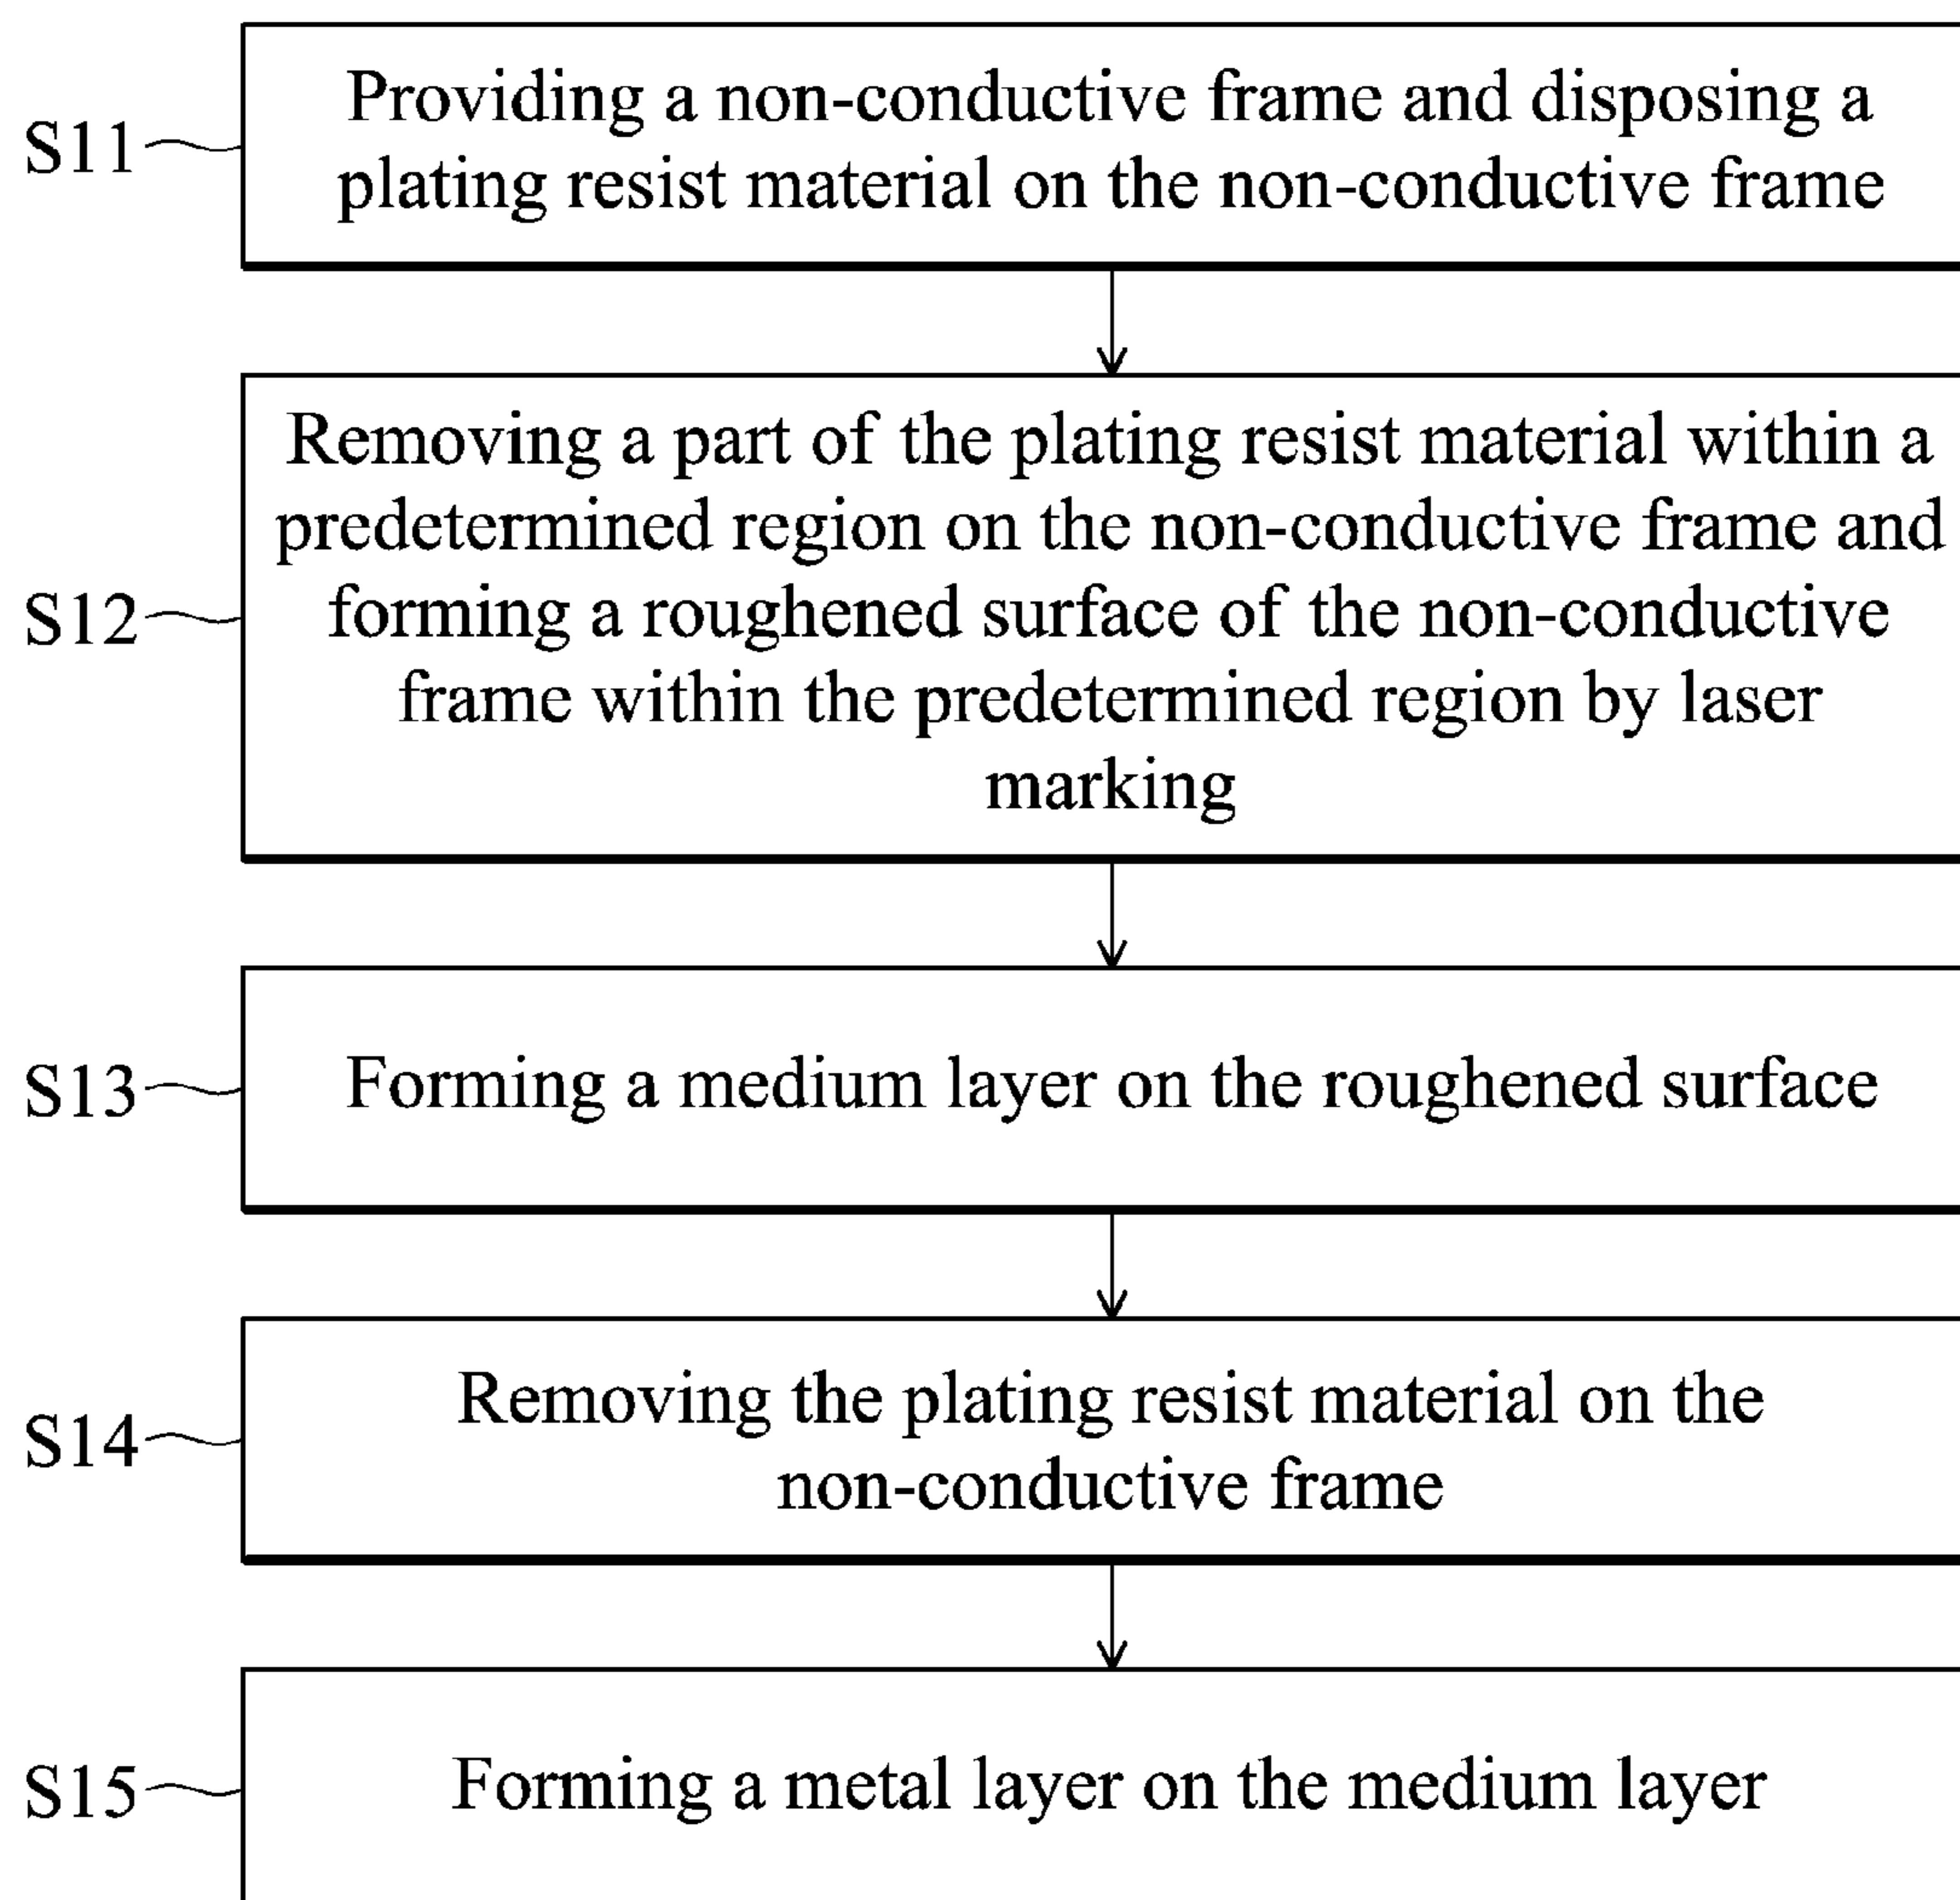 S11
Providing a non-conductive frame and disposing a
plating resist material on the non-conductive frame
S12
Removing a part of the plating resist material within a
predetermined region on the non-conductive frame and
forming a roughened surface of the non-conductive
frame within the predetermined region by laser
marking
S13
Forming a medium layer on the roughened surface
S14
Removing the plating resist material on the
non-conductive frame
S15
Forming a metal layer on the medium layer